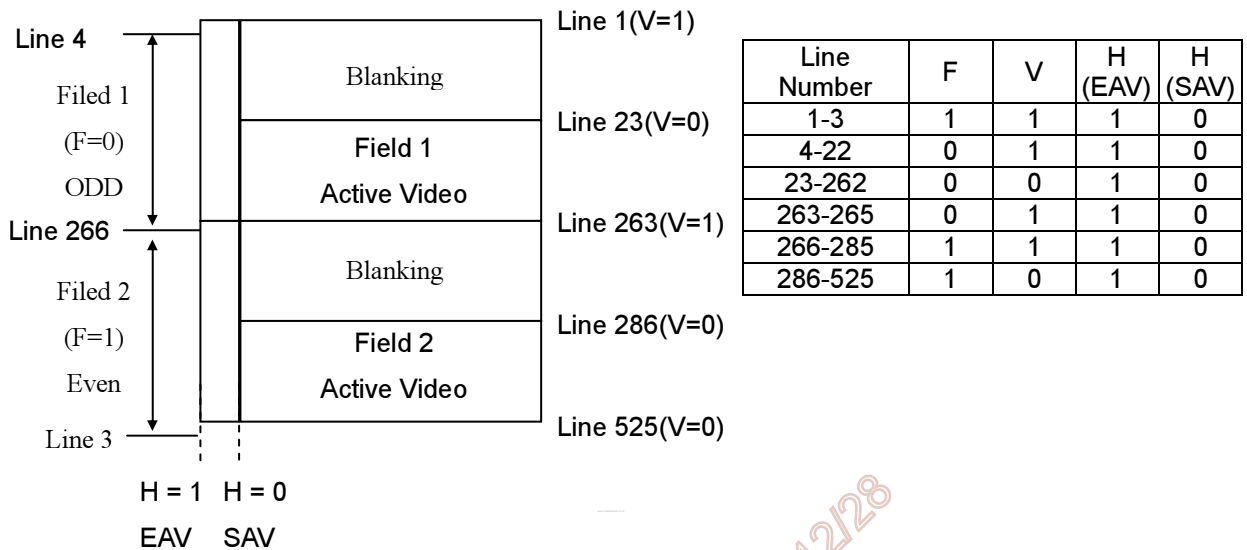 Line 1(V=1)
Line 4
Blanking
Filed 1
(F=0)
ODD
Line 23(V=0)
Field 1
Active Video
Line 263(V=1)
Line 266
Blanking
Filed 2
(F=1)
Even
Line 286(V=0)
Field 2
Active Video
Line 525(V=0)
Line 3
H = 1 H = 0
EAV SAV
Line Number F V H (EAV) H (SAV)
1-3 1 1 1 0
4-22 0 1 1 0
23-262 0 0 1 0
263-265 0 1 1 0
266-285 1 1 1 0
286-525 1 0 1 0
12/28